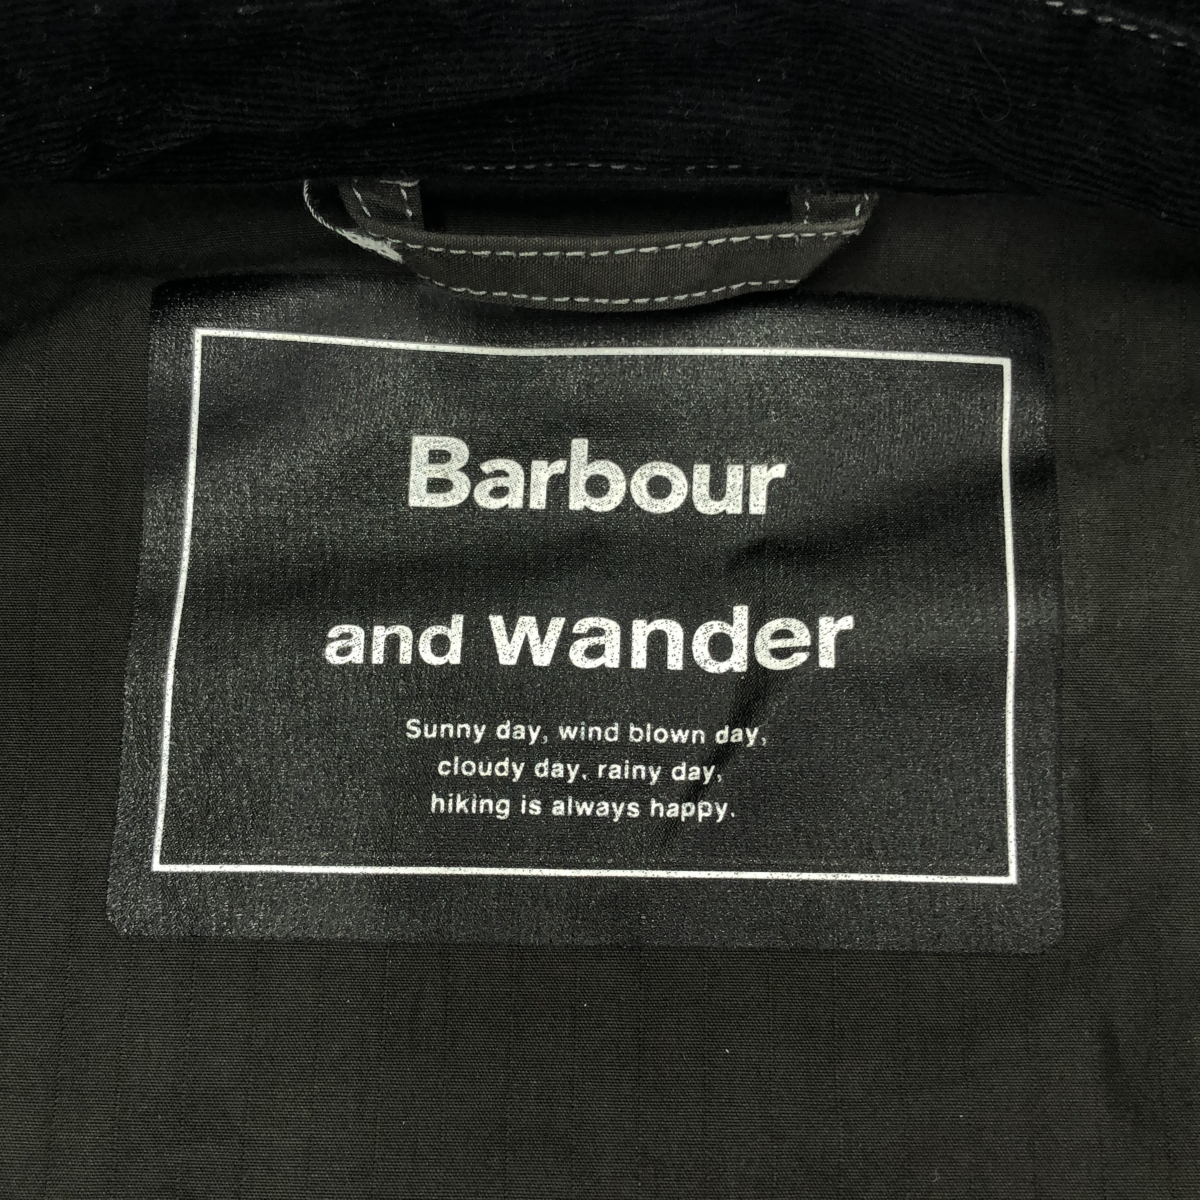 Barbour
and wander
Sunny day, wind blown day,
cloudy day, rainy day,
hiking is always happy.